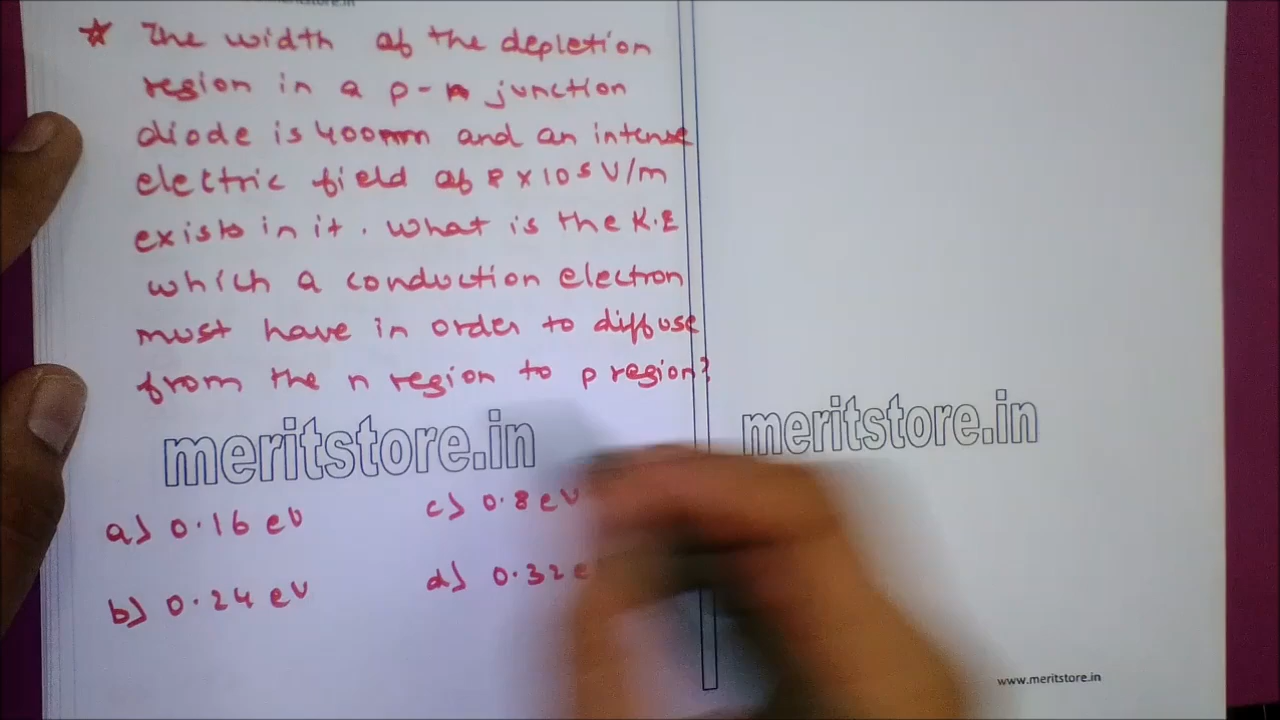 ☆ The width of the depletion
region in a p-n junction
diode is 400nm and an intense
electric field of 8 × 10⁵ V/m
exists in it. What is the K.E
which a conduction electron
must have in order to diffuse
from the n region to p region?
meritstore.in
meritstore.in
a) 0.16 eV
c) 0.8 eV
b) 0.24 eV
d) 0.32 e
www.meritstore.in